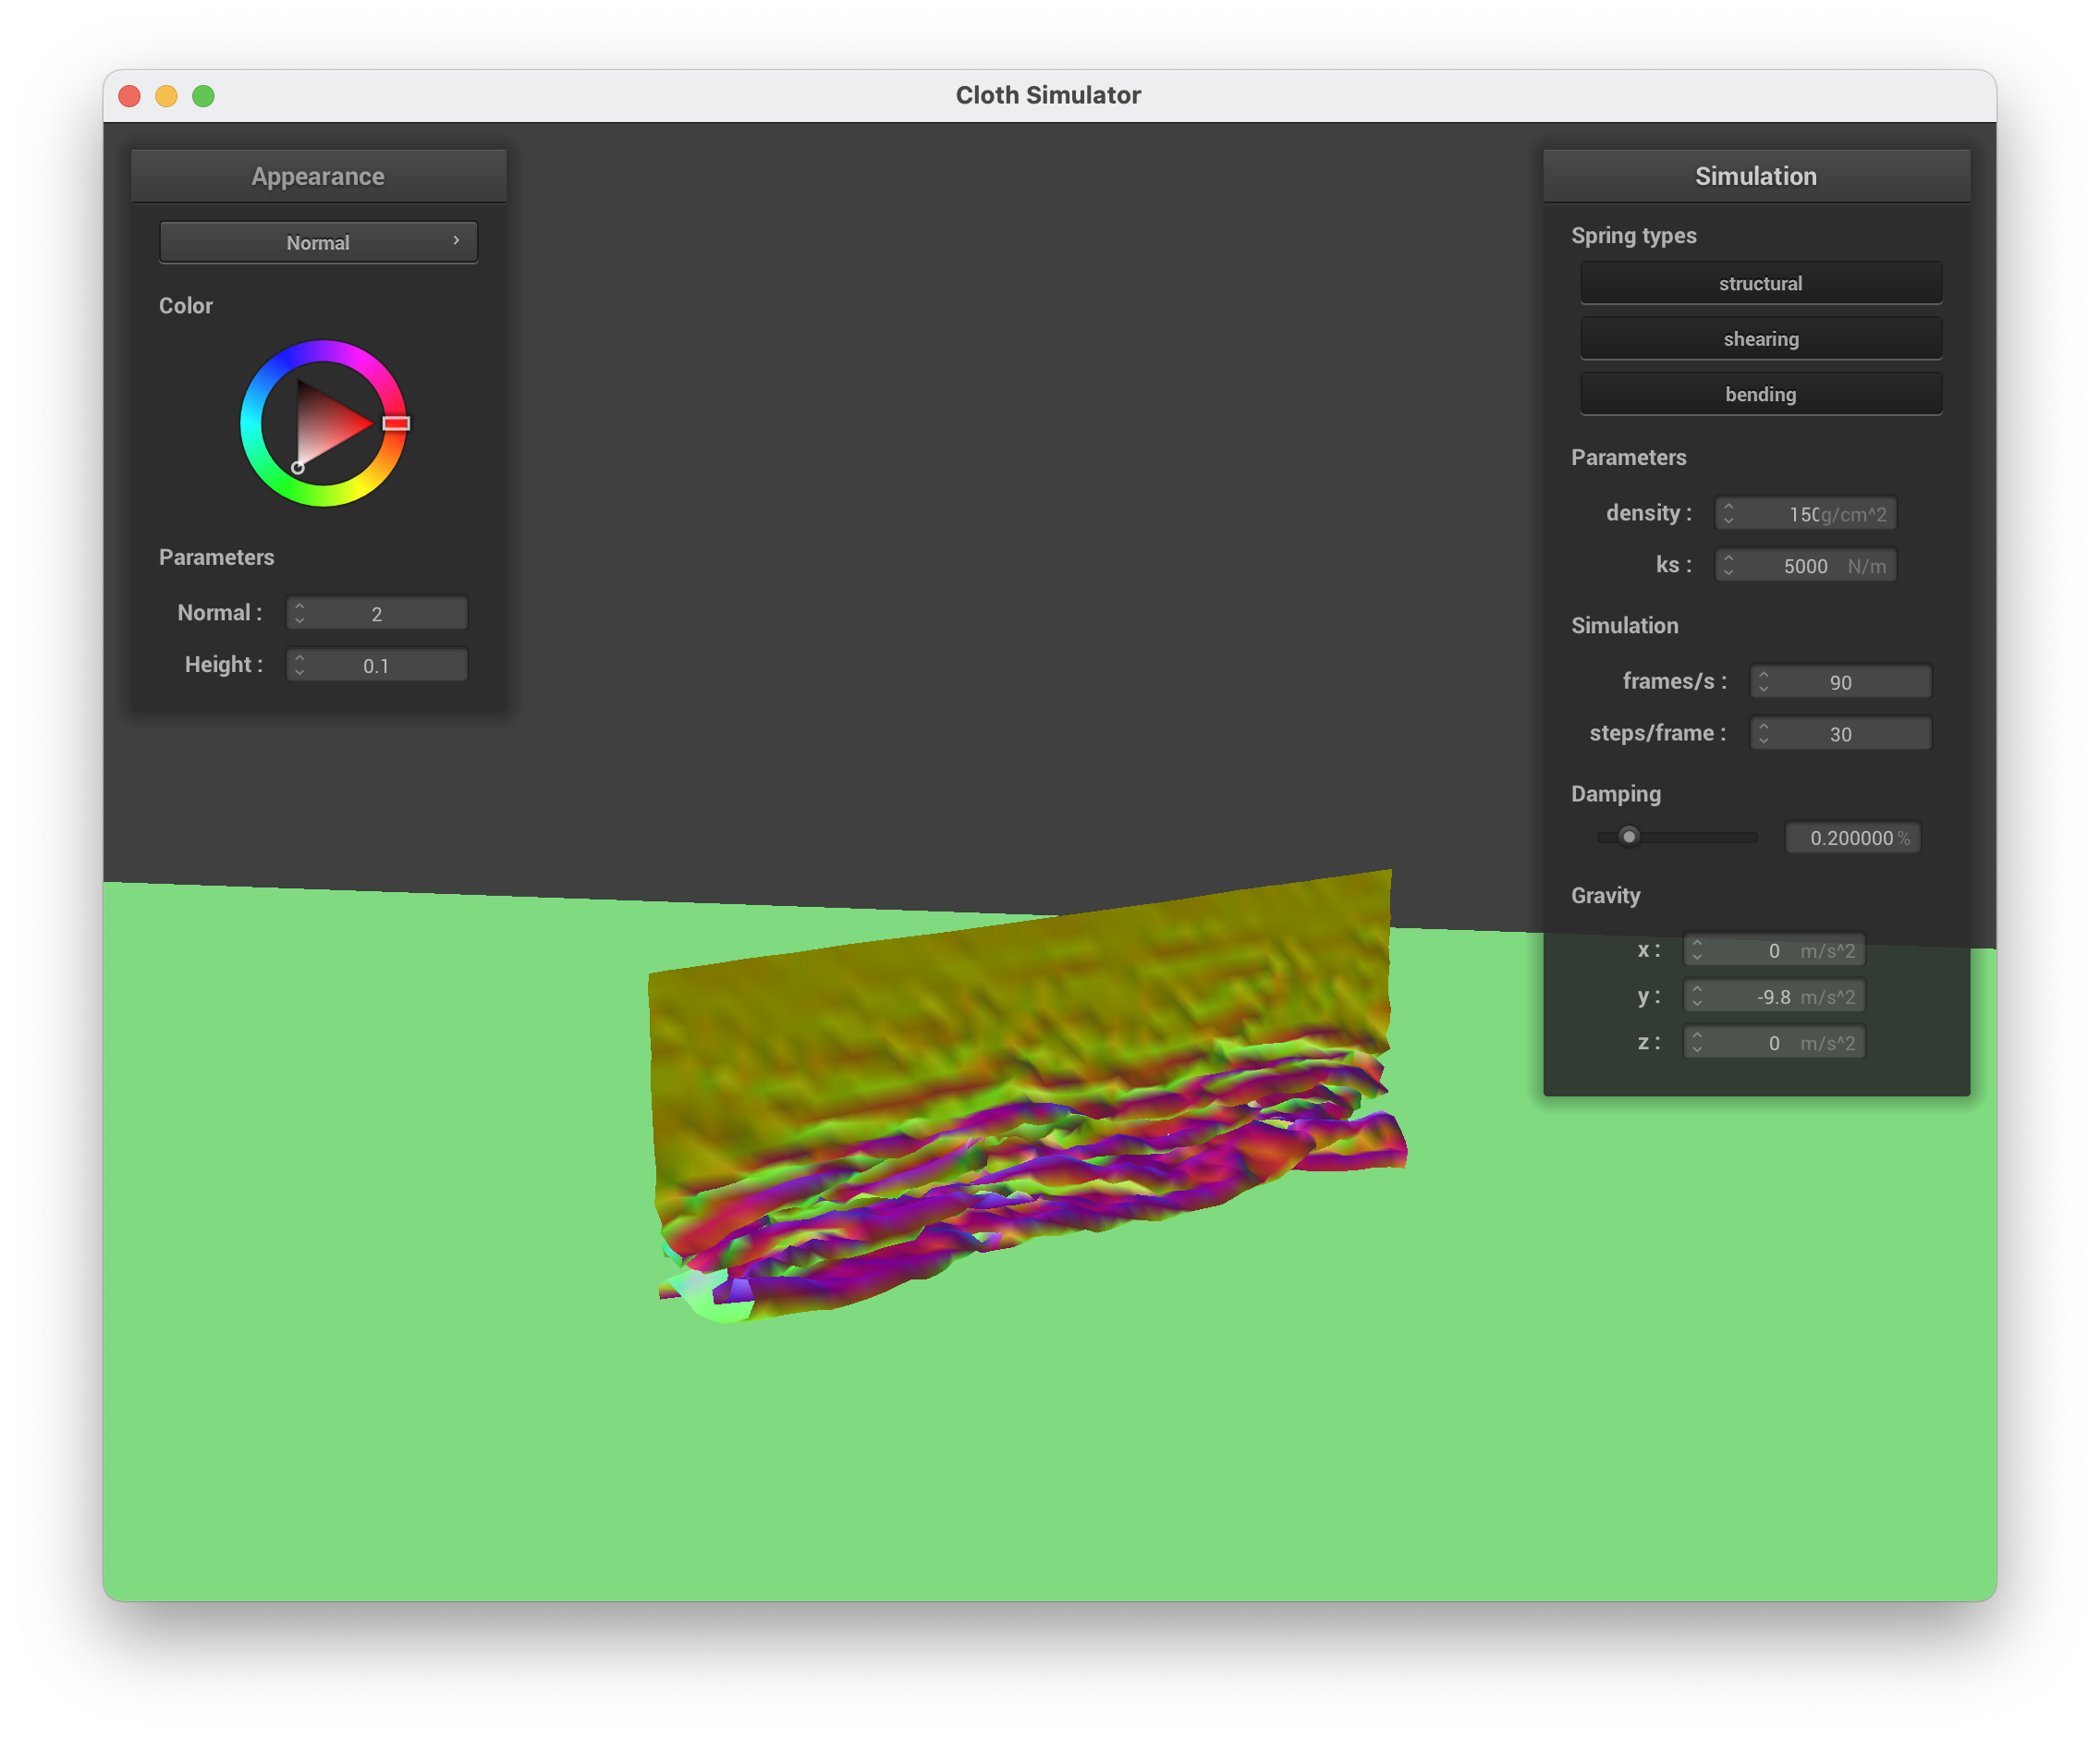 Cloth Simulator
Appearance
Normal
Color
Parameters
Normal : 2
Height : 0.1
Simulation
Spring types
structural
shearing
bending
Parameters
density : 150 g/cm^2
ks : 5000 N/m
Simulation
frames/s : 90
steps/frame : 30
Damping
0.200000 %
Gravity
x : 0 m/s^2
y : -9.8 m/s^2
z : 0 m/s^2